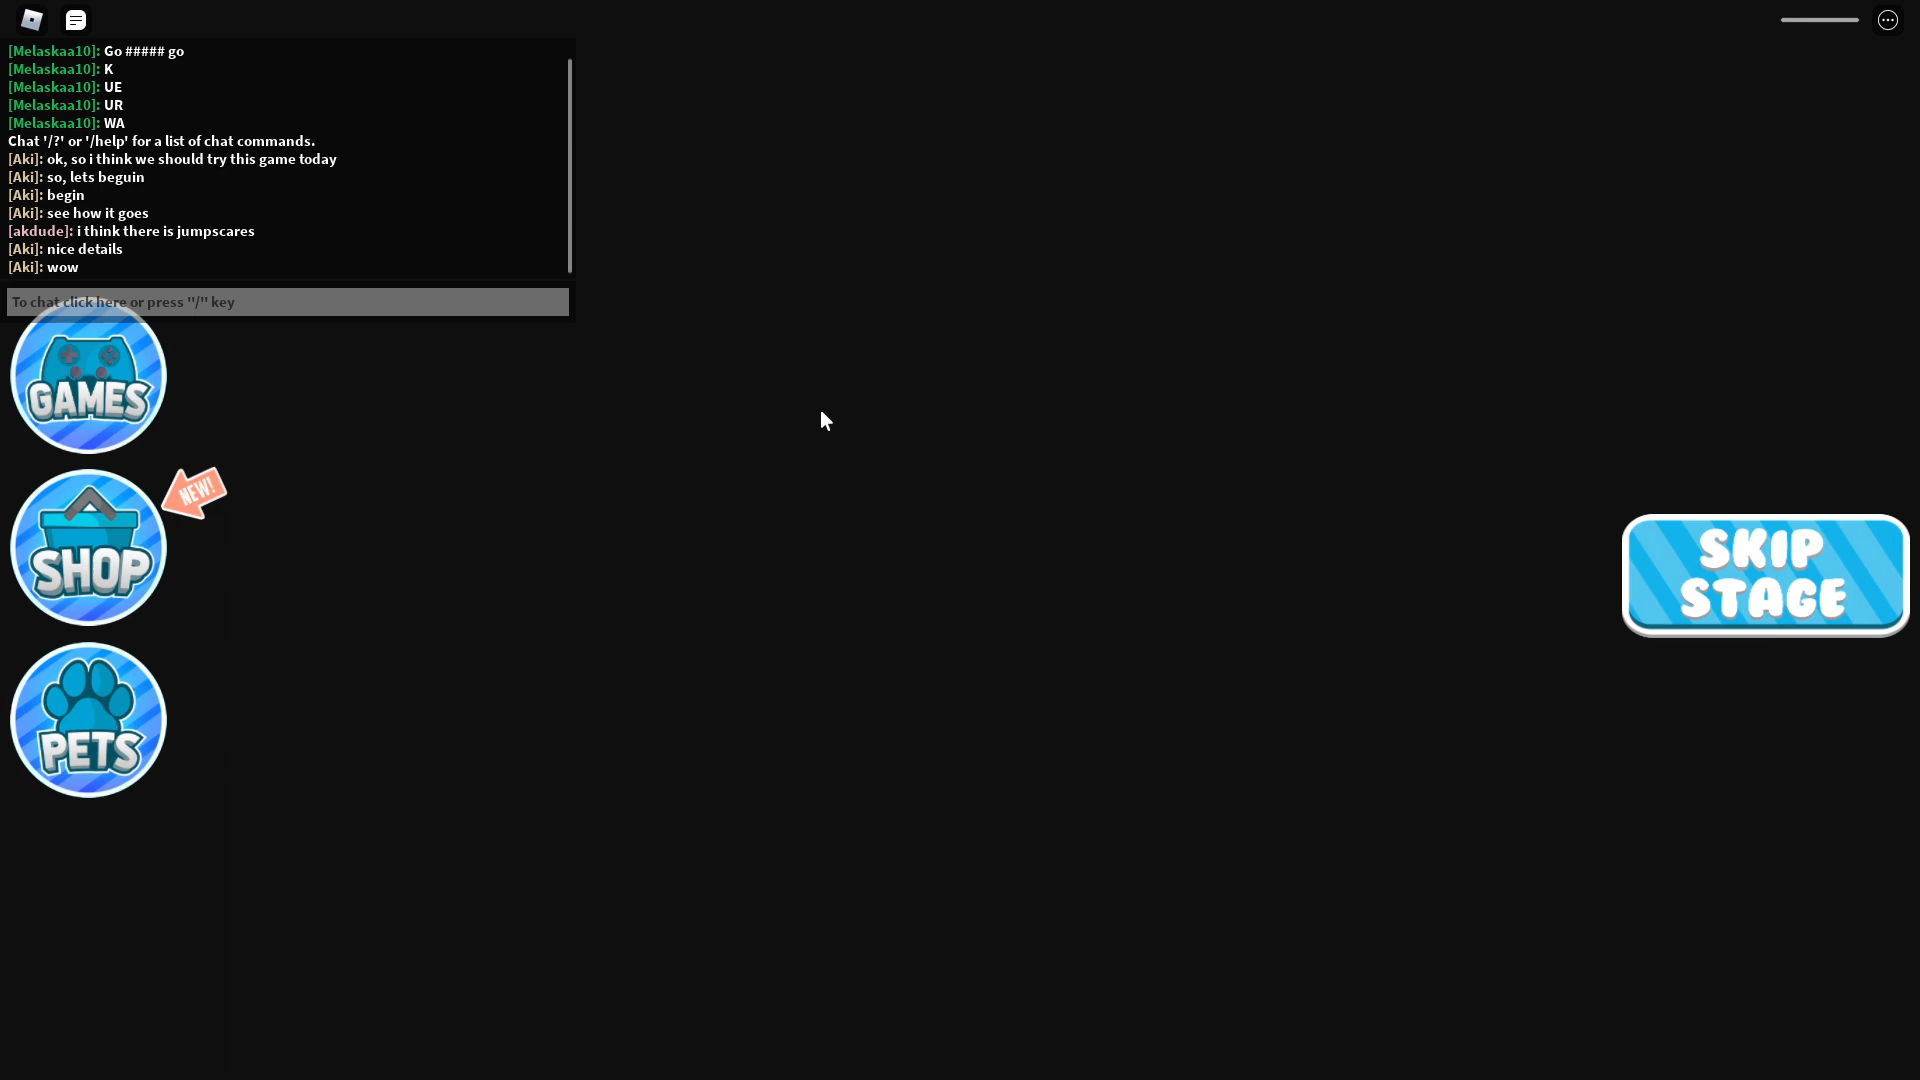 [Melaskaa10]: Go ##### go
[Melaskaa10]: K
[Melaskaa10]: UE
[Melaskaa10]: UR
[Melaskaa10]: WA
Chat '/?' or '/help' for a list of chat commands.
[Aki]: ok, so i think we should try this game today
[Aki]: so, lets beguin
[Aki]: begin
[Aki]: see how it goes
[akdude]: i think there is jumpscares
[Aki]: nice details
[Aki]: wow
To chat click here or press "/" key
GAMES
NEW!
SHOP
SKIP
STAGE
PETS